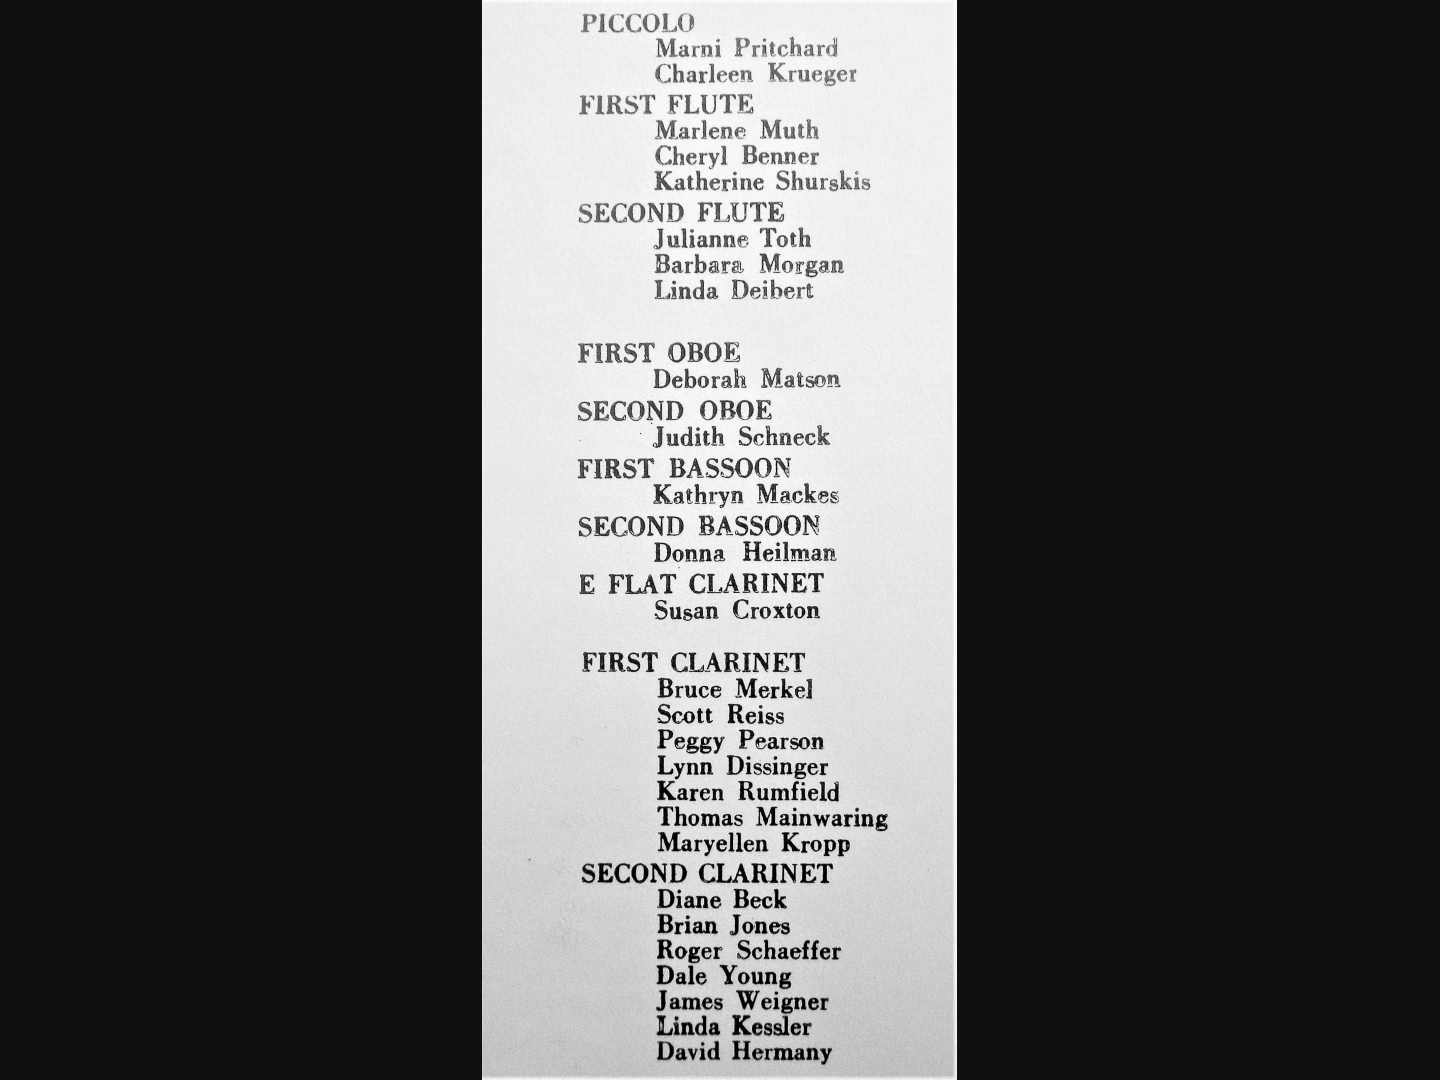 PICCOLO
Marni Pritchard
Charleen Krueger
FIRST FLUTE
Marlene Muth
Cheryl Benner
Katherine Shurskis
SECOND FLUTE
Julianne Toth
Barbara Morgan
Linda Deibert
FIRST OBOE
Deborah Matson
SECOND OBOE
Judith Schneck
FIRST BASSOON
Kathryn Mackes
SECOND BASSOON
Donna Heilman
E FLAT CLARINET
Susan Croxton
FIRST CLARINET
Bruce Merkel
Scott Reiss
Peggy Pearson
Lynn Dissinger
Karen Rumfield
Thomas Mainwaring
Maryellen Kropp
SECOND CLARINET
Diane Beck
Brian Jones
Roger Schaeffer
Dale Young
James Weigner
Linda Kessler
David Hermany